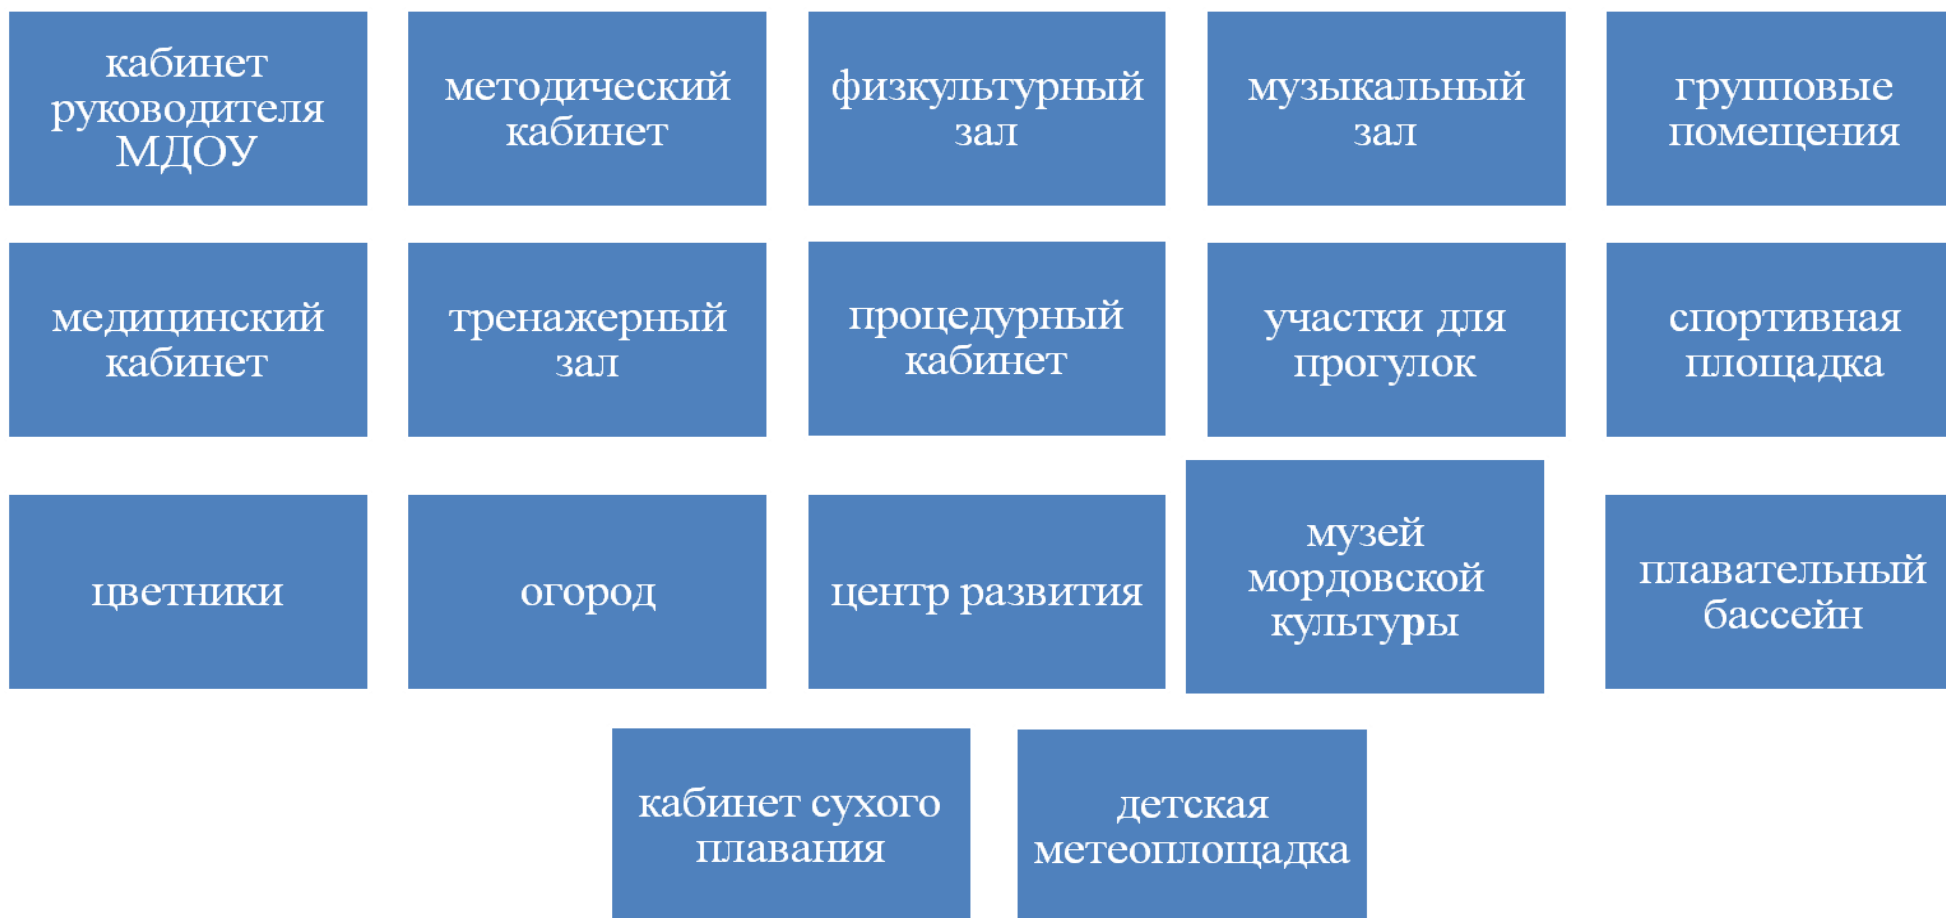 кабинет
руководителя
МДОУ
методический
кабинет
физкультурный
зал
музыкальный
зал
групповые
помещения
медицинский
кабинет
тренажерный
зал
процедурный
кабинет
участки для
прогулок
спортивная
площадка
цветники
огород
центр развития
музей
мордовской
культуры
плавательный
бассейн
кабинет сухого
плавания
детская
метеоплощадка